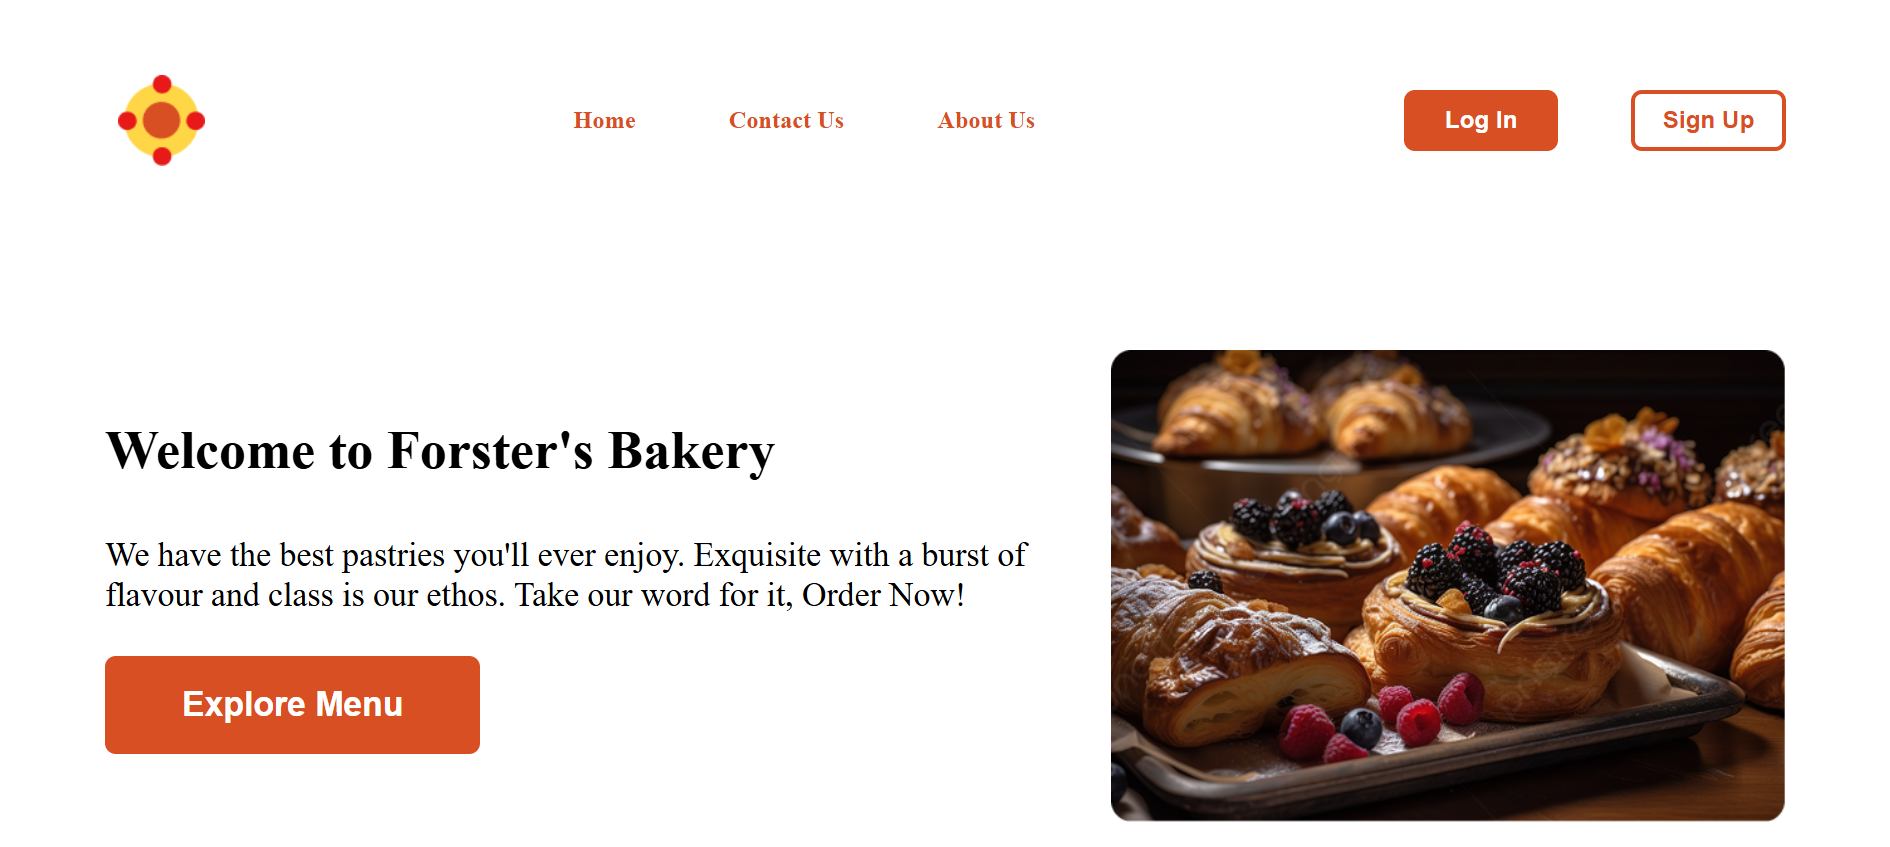 Home
Contact Us
About Us
Log In
Sign Up
Welcome to Forster's Bakery
We have the best pastries you'll ever enjoy. Exquisite with a burst of
flavour and class is our ethos. Take our word for it, Order Now!
Explore Menu